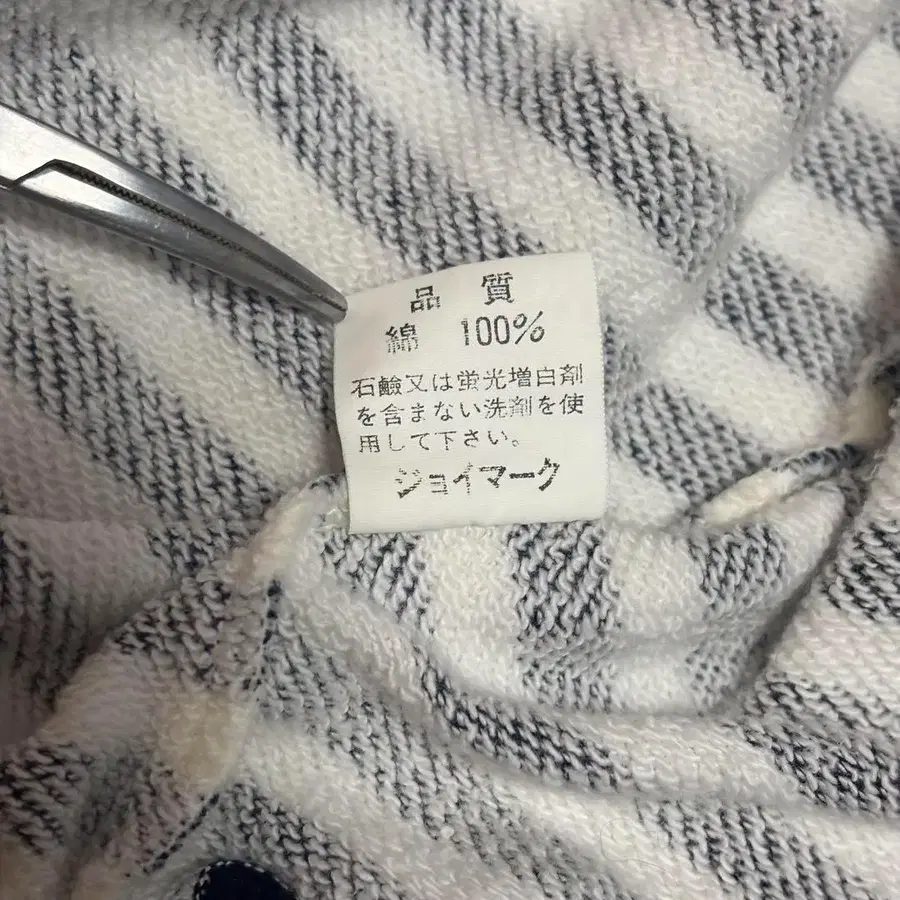 品 質
綿 100%
石鹼又は蛍光増白剤
を含まない洗剤を使
用して下さい。
ジョイマーク